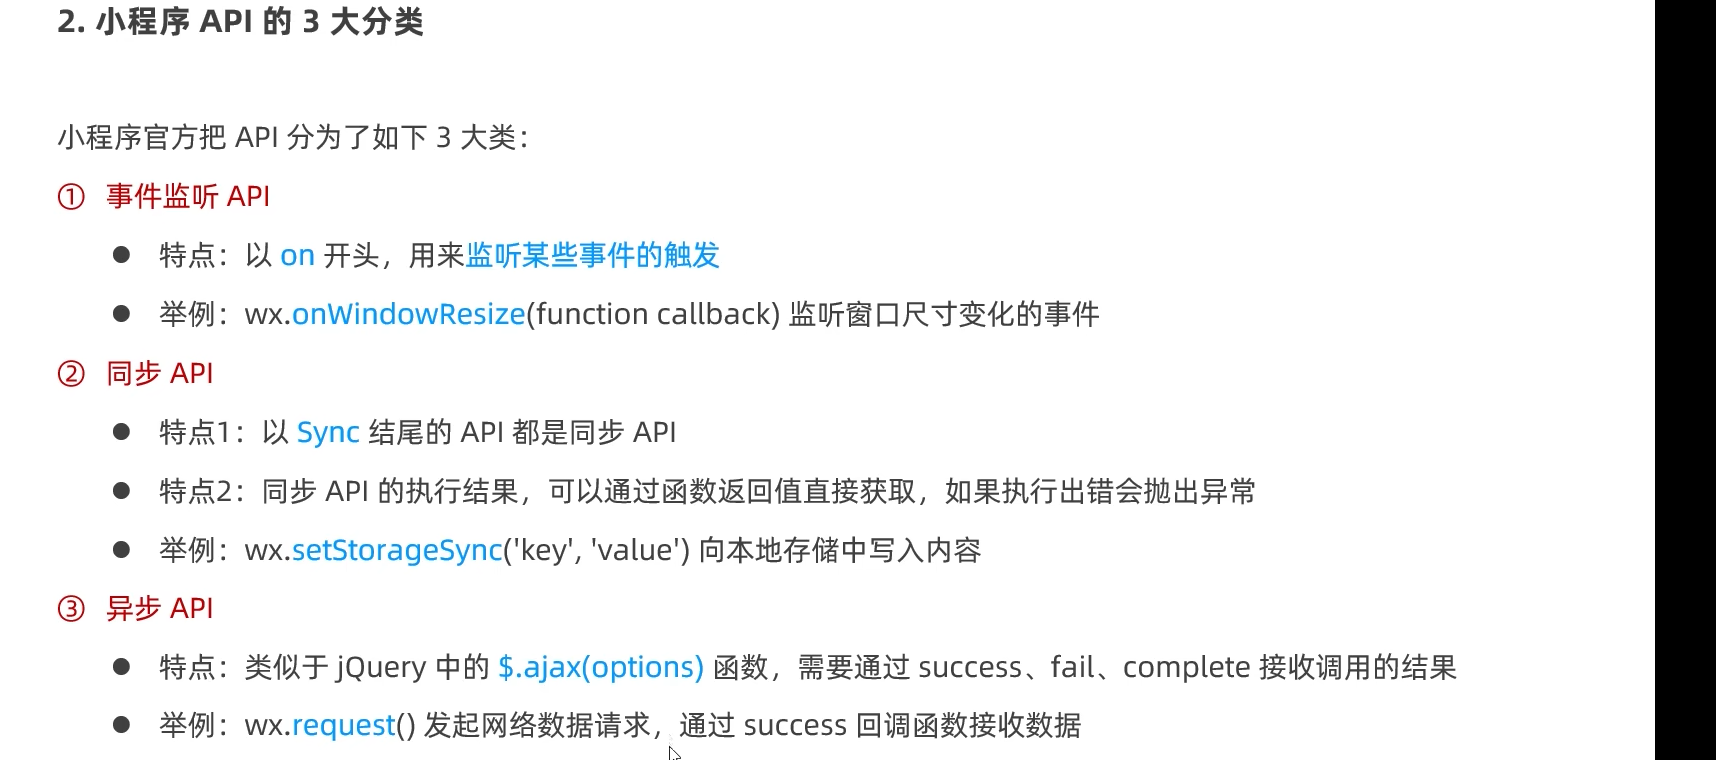 2. 小程序 API 的 3 大分类
小程序官方把 API 分为了如下 3 大类：
① 事件监听 API
● 特点：以 on 开头，用来监听某些事件的触发
● 举例：wx.onWindowResize(function callback) 监听窗口尺寸变化的事件
② 同步 API
● 特点1：以 Sync 结尾的 API 都是同步 API
● 特点2：同步 API 的执行结果，可以通过函数返回值直接获取，如果执行出错会抛出异常
● 举例：wx.setStorageSync('key', 'value') 向本地存储中写入内容
③ 异步 API
● 特点：类似于 jQuery 中的 $.ajax(options) 函数，需要通过 success、fail、complete 接收调用的结果
● 举例：wx.request() 发起网络数据请求，通过 success 回调函数接收数据